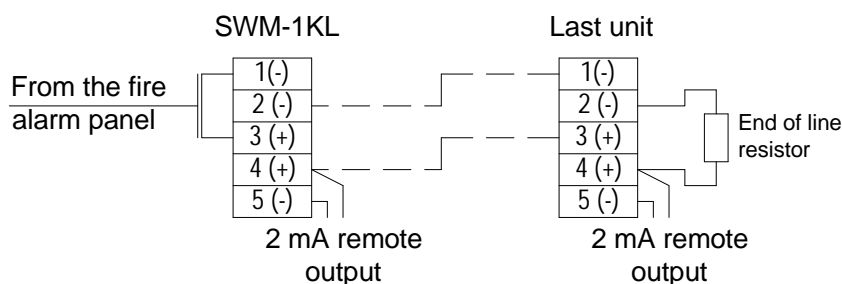 SWM-1KL
Last unit
From the fire
alarm panel
1(-)
2 (-)
3 (+)
4 (+)
5 (-)
1(-)
2 (-)
3 (+)
4 (+)
5 (-)
End of line
resistor
2 mA remote
output
2 mA remote
output